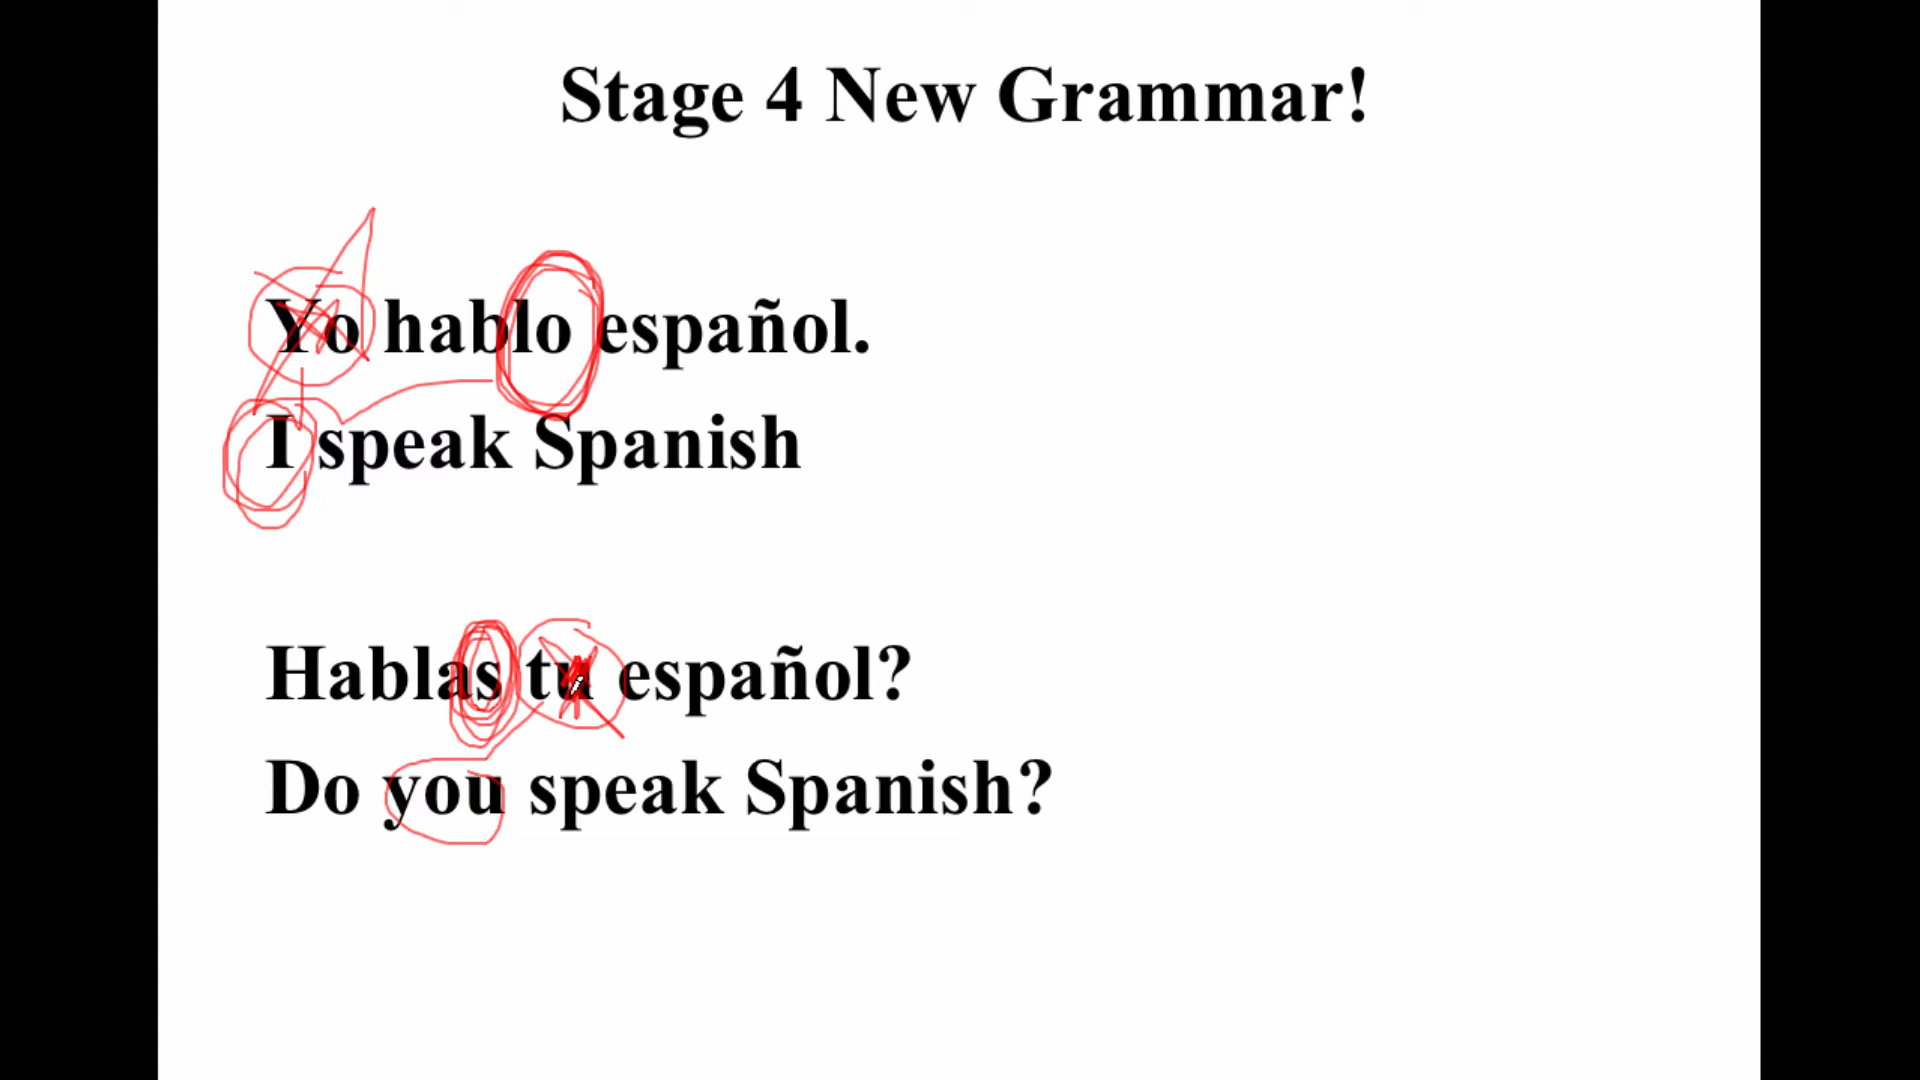 Stage 4 New Grammar!
Yo hablo español.
I speak Spanish
Hablas tu español?
Do you speak Spanish?